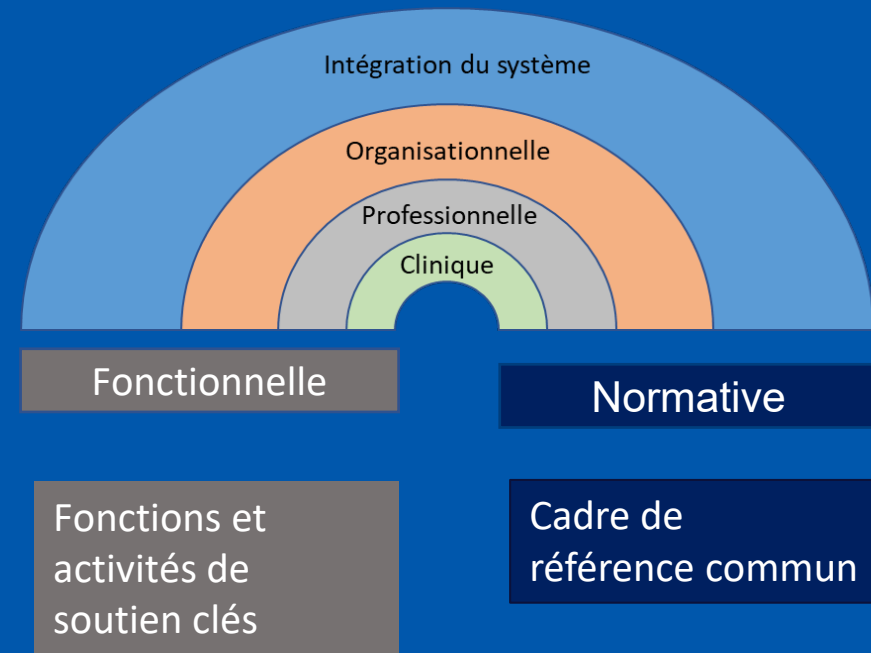 Intégration du système
Organisationnelle
Professionnelle
Clinique
Fonctionnelle
Normative
Fonctions et
activités de
soutien clés
Cadre de
référence commun